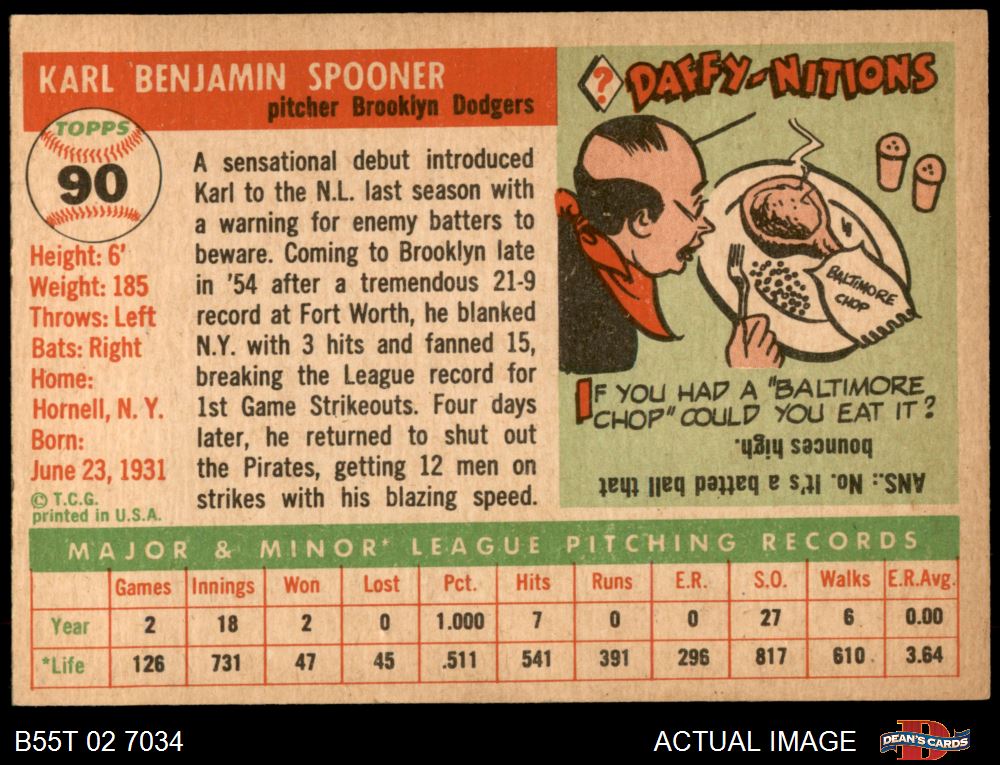 KARL BENJAMIN SPOONER
pitcher Brooklyn Dodgers
TOPPS
90
Height: 6'
Weight: 185
Throws: Left
Bats: Right
Home:
Hornell, N. Y.
Born:
June 23, 1931
© T.C.G.
printed in U.S.A.
A sensational debut introduced
Karl to the N.L. last season with
a warning for enemy batters to
beware. Coming to Brooklyn late
in '54 after a tremendous 21-9
record at Fort Worth, he blanked
N.Y. with 3 hits and fanned 15,
breaking the League record for
1st Game Strikeouts. Four days
later, he returned to shut out
the Pirates, getting 12 men on
strikes with his blazing speed.
? DAFFY-NITIONS
BALTIMORE
CHOP
IF YOU HAD A "BALTIMORE
CHOP" COULD YOU EAT IT?
ANS.: No. It's a batted ball that
bounces high.
MAJOR & MINOR* LEAGUE PITCHING RECORDS
Games Innings Won Lost Pct. Hits Runs E.R. S.O. Walks E.R.Avg.
Year 2 18 2 0 1.000 7 0 0 27 6 0.00
*Life 126 731 47 45 .511 541 391 296 817 610 3.64
B55T 02 7034
ACTUAL IMAGE
D
DEAN'S CARDS